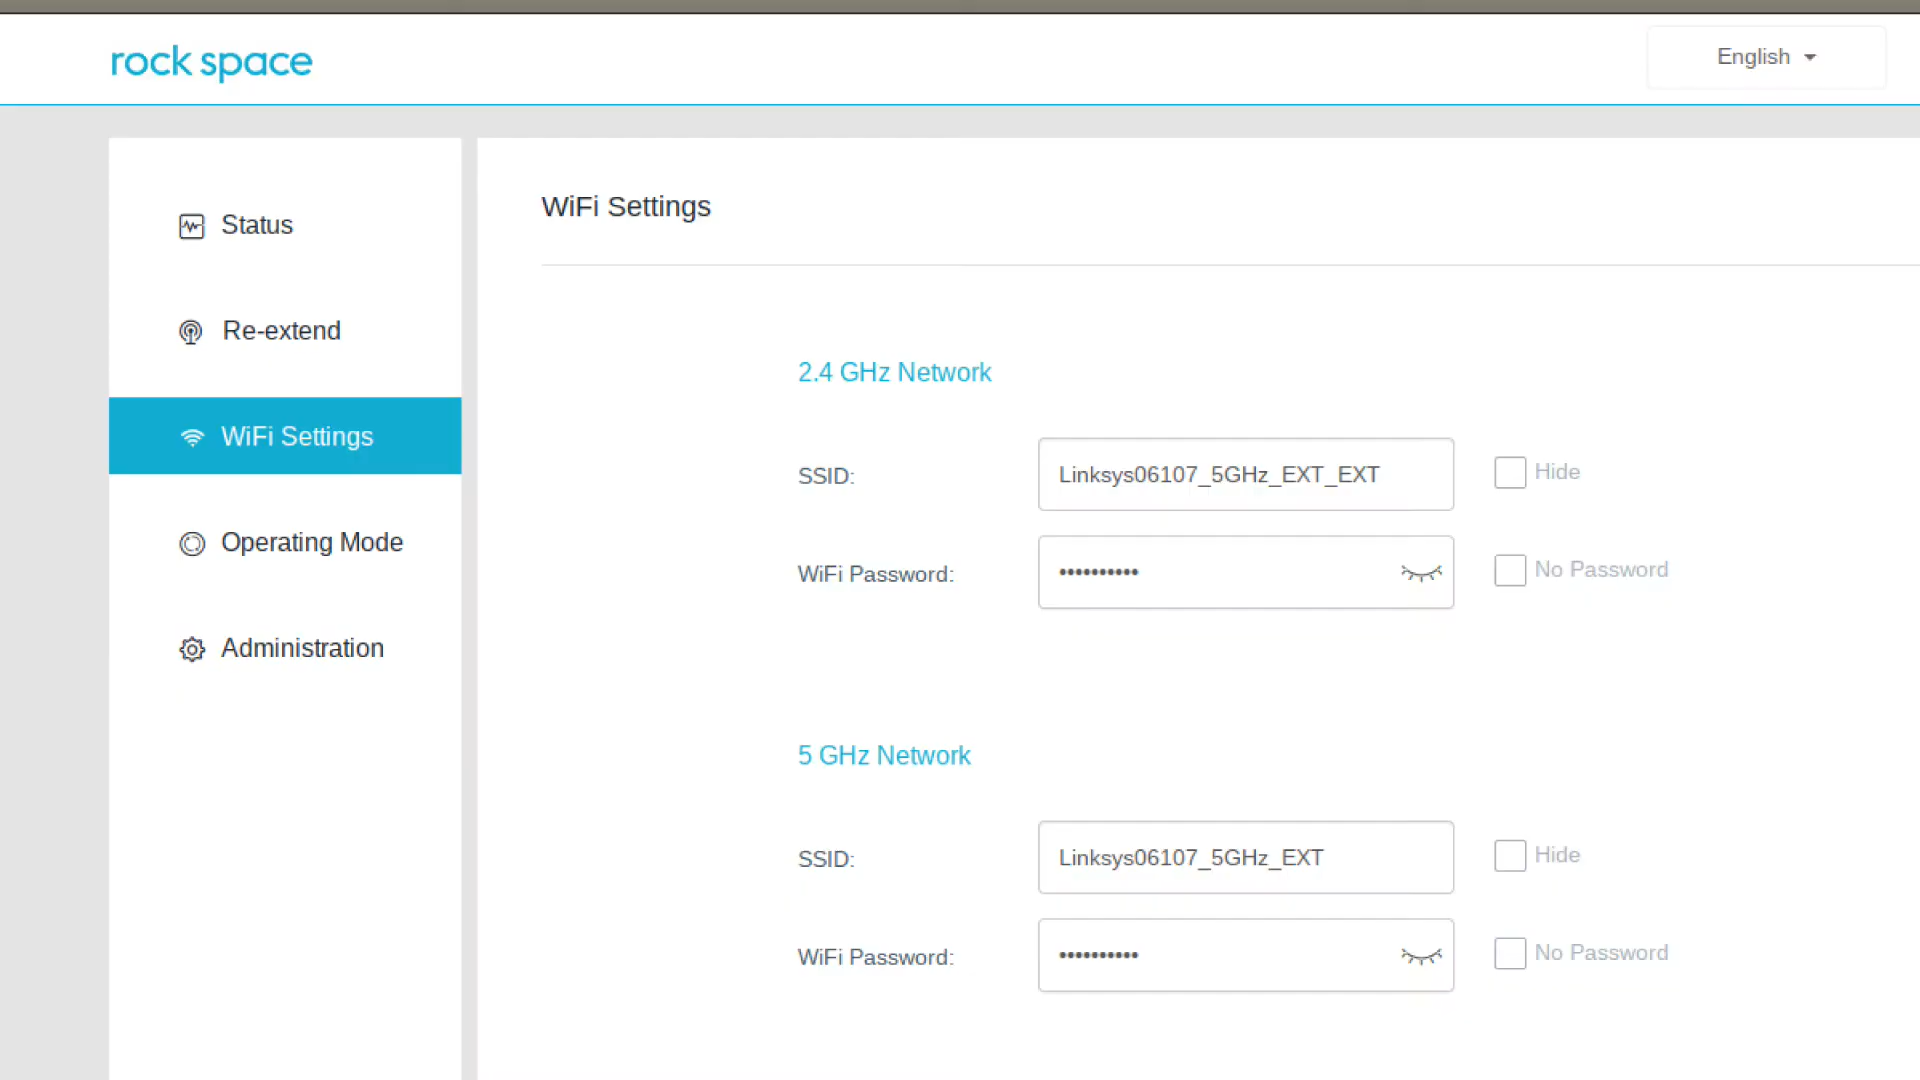 rock space
English
Status
Re-extend
WiFi Settings
Operating Mode
Administration
WiFi Settings
2.4 GHz Network
SSID: Linksys06107_5GHz_EXT_EXT Hide
WiFi Password: •••••••••• No Password
5 GHz Network
SSID: Linksys06107_5GHz_EXT Hide
WiFi Password: •••••••••• No Password